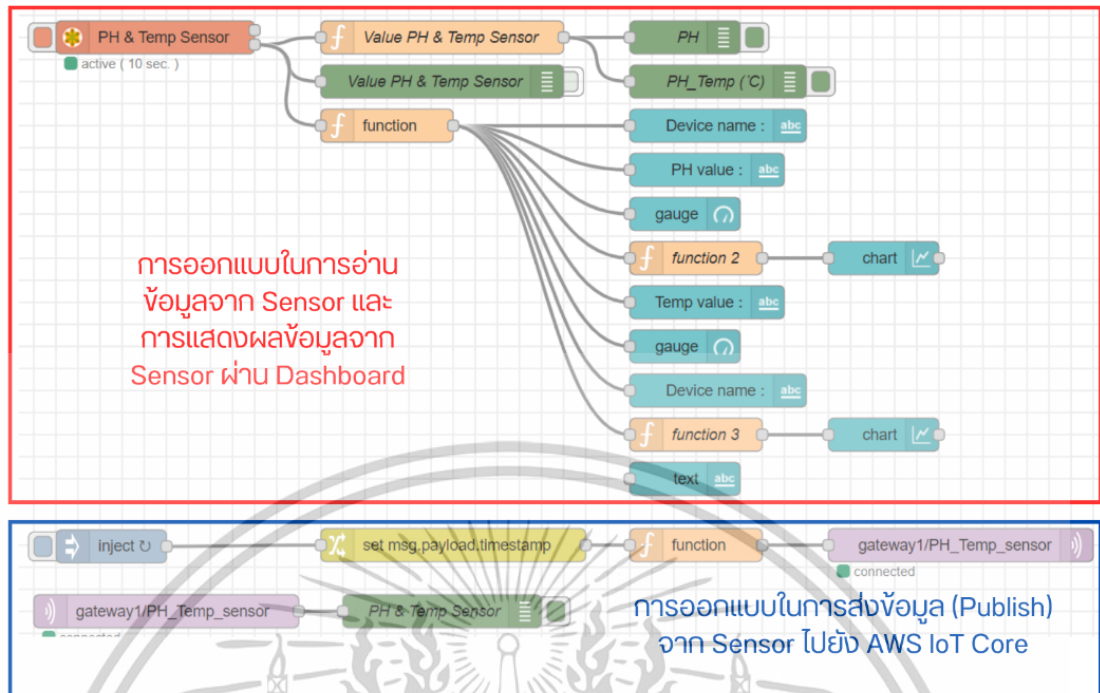 PH & Temp Sensor
Value PH & Temp Sensor
PH
active ( 10 sec. )
Value PH & Temp Sensor
PH_Temp (°C)
function
Device name :
abc
PH value :
abc
gauge
function 2
chart
Temp value :
abc
gauge
Device name :
abc
function 3
chart
text
abc
การออกแบบในการอ่าน
ข้อมูลจาก Sensor และ
การแสดงผลข้อมูลจาก
Sensor ผ่าน Dashboard
inject ↻
set msg.payload.timestamp
function
gateway1/PH_Temp_sensor
connected
gateway1/PH_Temp_sensor
PH & Temp Sensor
connected
การออกแบบในการส่งข้อมูล (Publish)
จาก Sensor ไปยัง AWS IoT Core